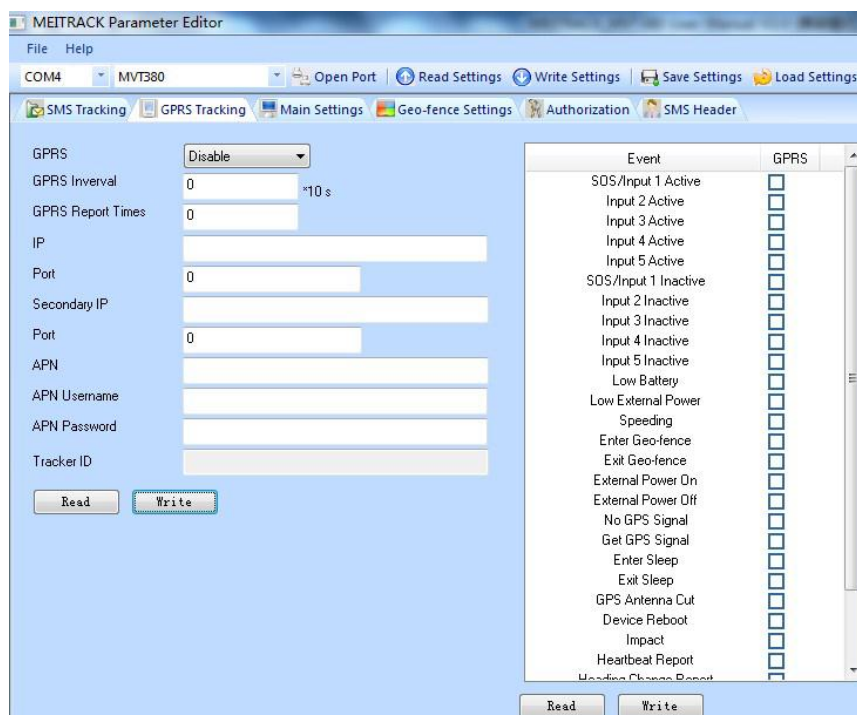 MEITRACK Parameter Editor
File Help
COM4 MVT380 Open Port Read Settings Write Settings Save Settings Load Settings
SMS Tracking GPRS Tracking Main Settings Geo-fence Settings Authorization SMS Header
GPRS Disable
GPRS Inverval 0 *10 s
GPRS Report Times 0
IP
Port 0
Secondary IP
Port 0
APN
APN Username
APN Password
Tracker ID
Read Write
Event GPRS
SOS/Input 1 Active
Input 2 Active
Input 3 Active
Input 4 Active
Input 5 Active
SOS/Input 1 Inactive
Input 2 Inactive
Input 3 Inactive
Input 4 Inactive
Input 5 Inactive
Low Battery
Low External Power
Speeding
Enter Geo-fence
Exit Geo-fence
External Power On
External Power Off
No GPS Signal
Get GPS Signal
Enter Sleep
Exit Sleep
GPS Antenna Cut
Device Reboot
Impact
Heartbeat Report
Heading Change Report
Read Write